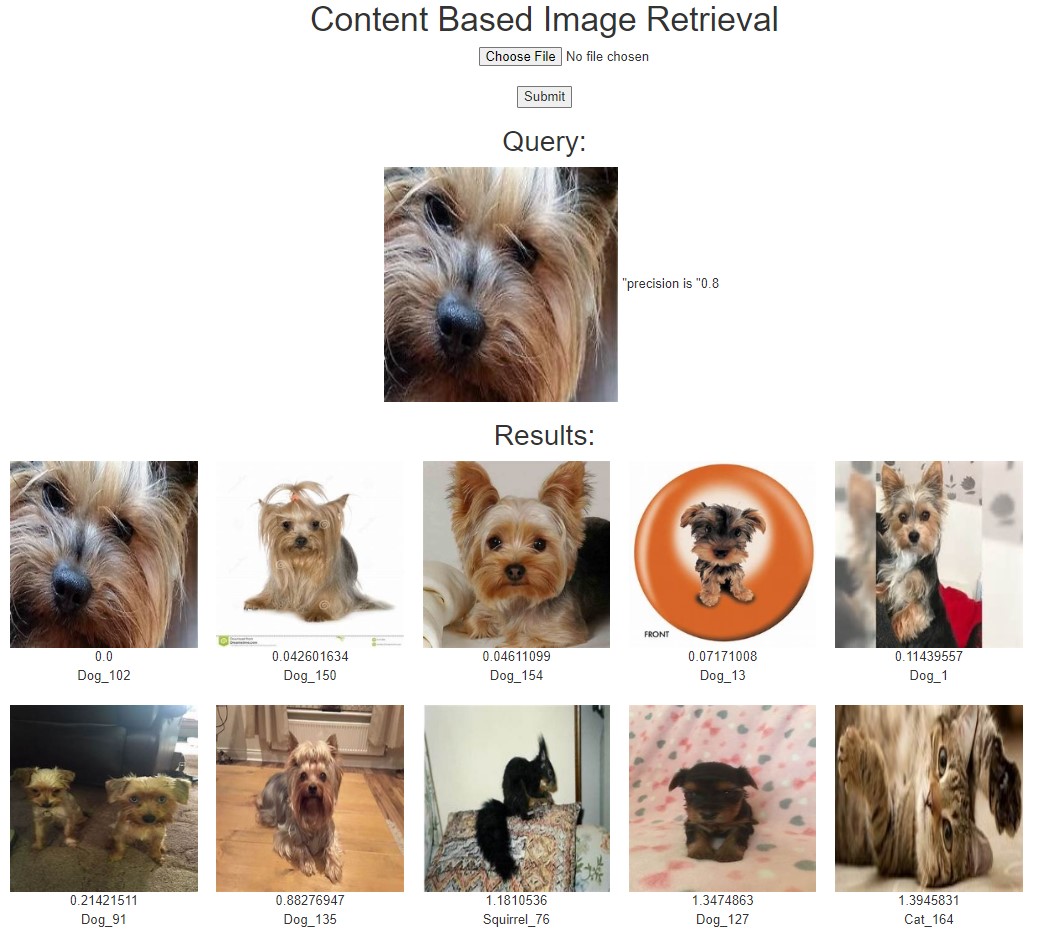 Content Based Image Retrieval
Choose File No file chosen
Submit
Query:
"precision is "0.8
Results:
FRONT
0.0
0.042601634
0.04611099
0.07171008
0.11439557
Dog_102
Dog_150
Dog_154
Dog_13
Dog_1
0.21421511
0.88276947
1.1810536
1.3474863
1.3945831
Dog_91
Dog_135
Squirrel_76
Dog_127
Cat_164